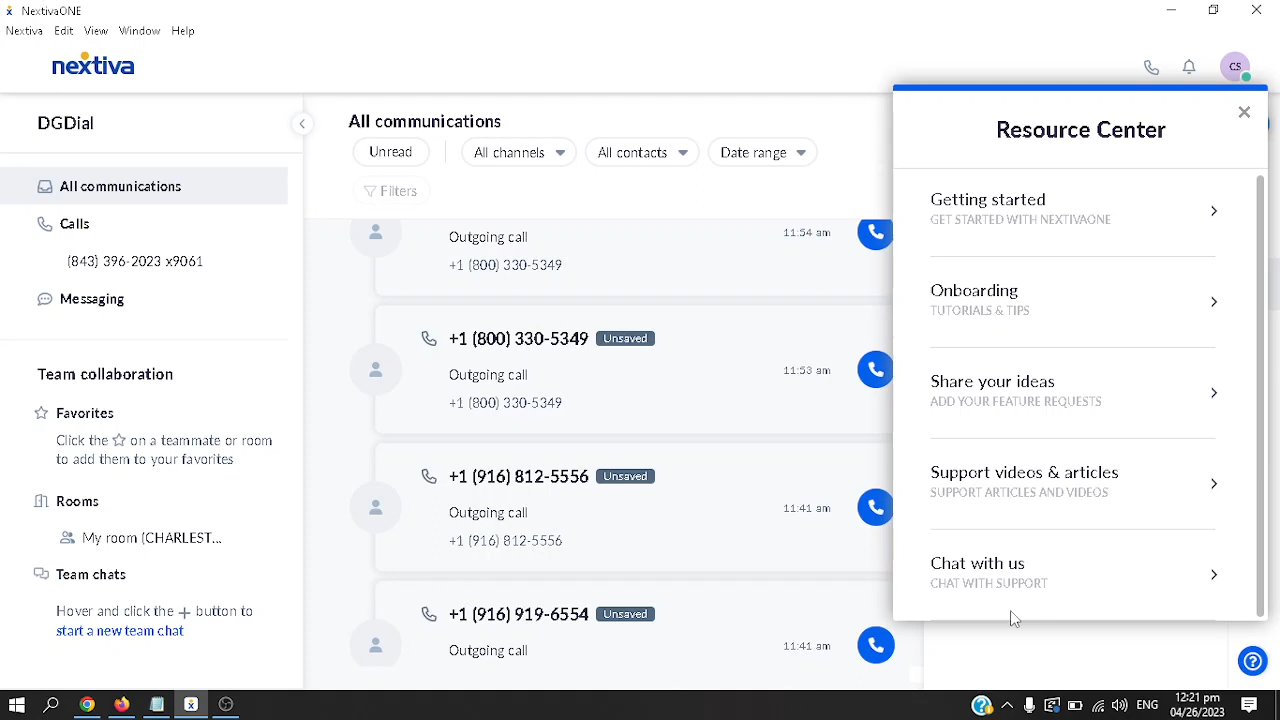 NextivaONE
Nextiva Edit View Window Help
nextiva
CS
DGDial
All communications
Calls
(843) 396-2023 x9061
Messaging
Team collaboration
Favorites
Click the ☆ on a teammate or room
to add them to your favorites
Rooms
My room (CHARLEST...
Team chats
Hover and click the + button to
start a new team chat
All communications
Unread All channels All contacts Date range
Filters
Outgoing call 11:54 am
+1 (800) 330-5349
+1 (800) 330-5349 Unsaved
Outgoing call 11:53 am
+1 (800) 330-5349
+1 (916) 812-5556 Unsaved
Outgoing call 11:41 am
+1 (916) 812-5556
+1 (916) 919-6554 Unsaved
Outgoing call 11:41 am
Resource Center
Getting started
GET STARTED WITH NEXTIVAONE
Onboarding
TUTORIALS & TIPS
Share your ideas
ADD YOUR FEATURE REQUESTS
Support videos & articles
SUPPORT ARTICLES AND VIDEOS
Chat with us
CHAT WITH SUPPORT
ENG
12:21 pm
04/26/2023